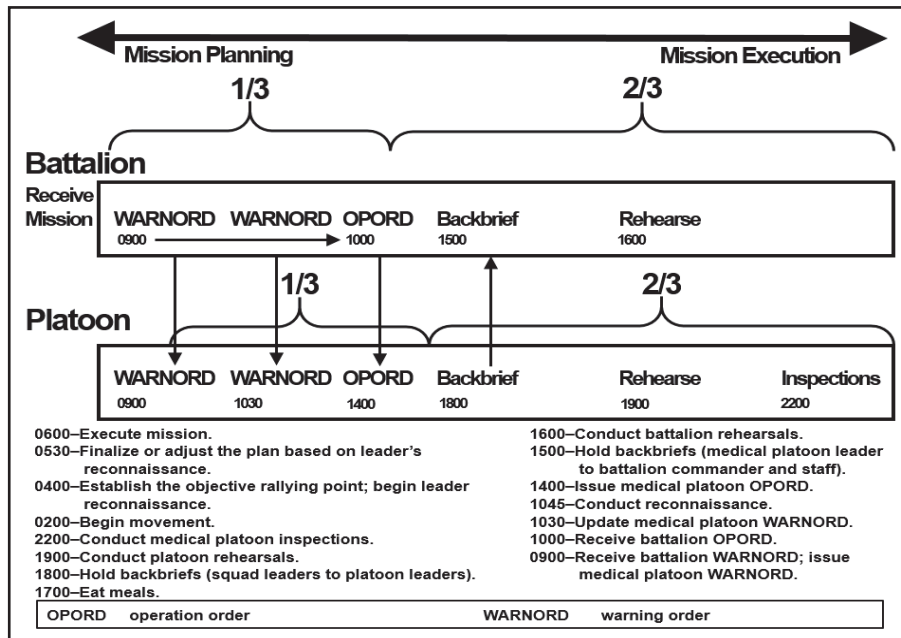 Mission Planning Mission Execution
1/3 2/3
Battalion
Receive
Mission
WARNORD WARNORD OPORD Backbrief Rehearse
0900 1000 1500 1600
1/3 2/3
Platoon
WARNORD WARNORD OPORD Backbrief Rehearse Inspections
0900 1030 1400 1800 1900 2200
0600–Execute mission.
0530–Finalize or adjust the plan based on leader's
reconnaissance.
0400–Establish the objective rallying point; begin leader
reconnaissance.
0200–Begin movement.
2200–Conduct medical platoon inspections.
1900–Conduct platoon rehearsals.
1800–Hold backbriefs (squad leaders to platoon leaders).
1700–Eat meals.
1600–Conduct battalion rehearsals.
1500–Hold backbriefs (medical platoon leader
to battalion commander and staff).
1400–Issue medical platoon OPORD.
1045–Conduct reconnaissance.
1030–Update medical platoon WARNORD.
1000–Receive battalion OPORD.
0900–Receive battalion WARNORD; issue
medical platoon WARNORD.
OPORD operation order WARNORD warning order